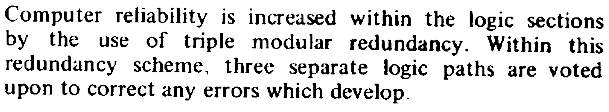 Computer reliability is increased within the logic sections
by the use of triple modular redundancy. Within this
redundancy scheme, three separate logic paths are voted
upon to correct any errors which develop.